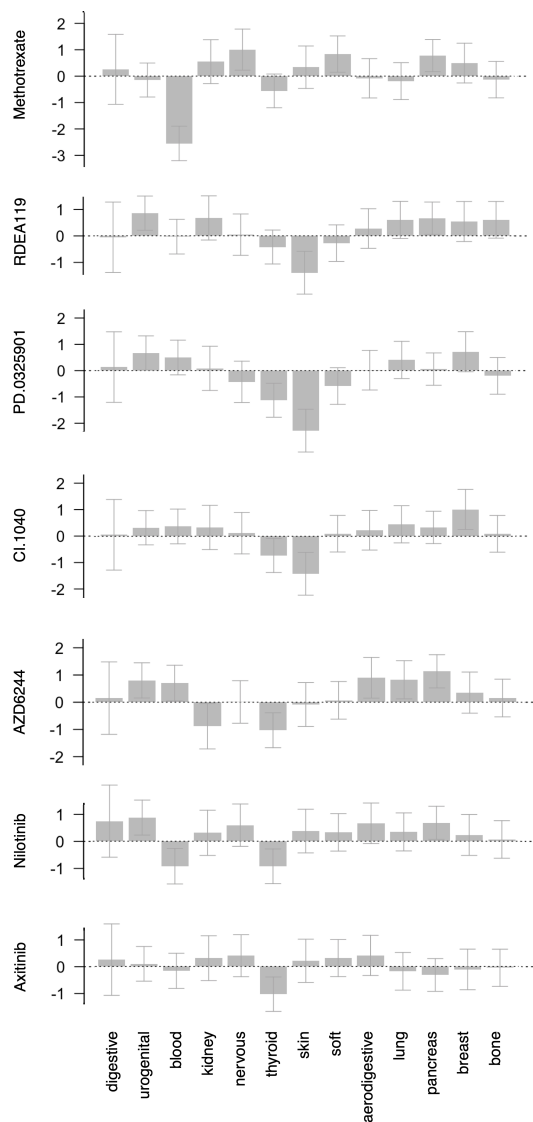 Methotrexate
2
1
0
-1
-2
-3
RDEA119
1
0
-1
PD.0325901
2
1
0
-1
-2
CI.1040
2
1
0
-1
-2
AZD6244
2
1
0
-1
-2
Nilotinib
1
0
-1
Axitinib
1
0
-1
digestive
urogenital
blood
kidney
nervous
thyroid
skin
soft
aerodigestive
lung
pancreas
breast
bone